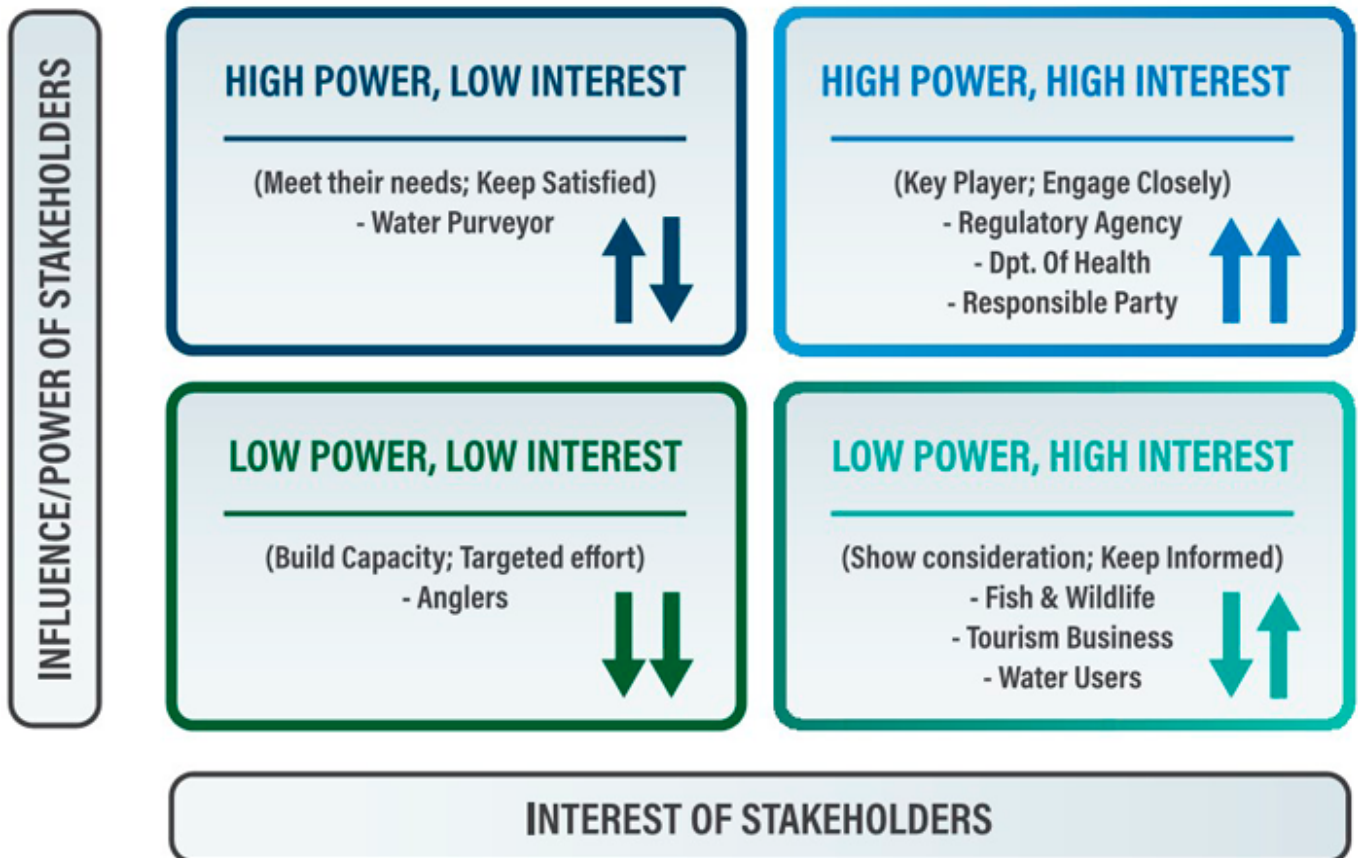 INFLUENCE/POWER OF STAKEHOLDERS
HIGH POWER, LOW INTEREST
(Meet their needs; Keep Satisfied)
- Water Purveyor
HIGH POWER, HIGH INTEREST
(Key Player; Engage Closely)
- Regulatory Agency
- Dpt. Of Health
- Responsible Party
LOW POWER, LOW INTEREST
(Build Capacity; Targeted effort)
- Anglers
LOW POWER, HIGH INTEREST
(Show consideration; Keep Informed)
- Fish & Wildlife
- Tourism Business
- Water Users
INTEREST OF STAKEHOLDERS